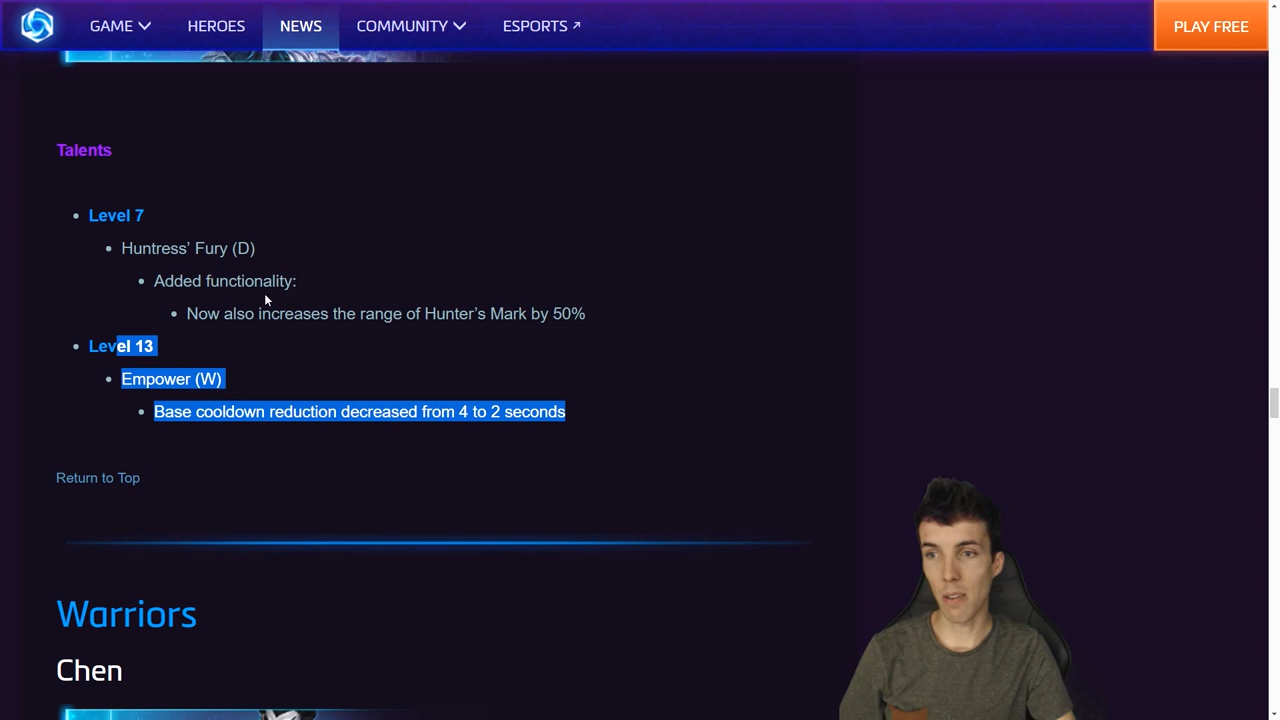 GAME HEROES NEWS COMMUNITY ESPORTS PLAY FREE
Talents
Level 7
Huntress’ Fury (D)
Added functionality:
Now also increases the range of Hunter’s Mark by 50%
Level 13
Empower (W)
Base cooldown reduction decreased from 4 to 2 seconds
Return to Top
Warriors
Chen